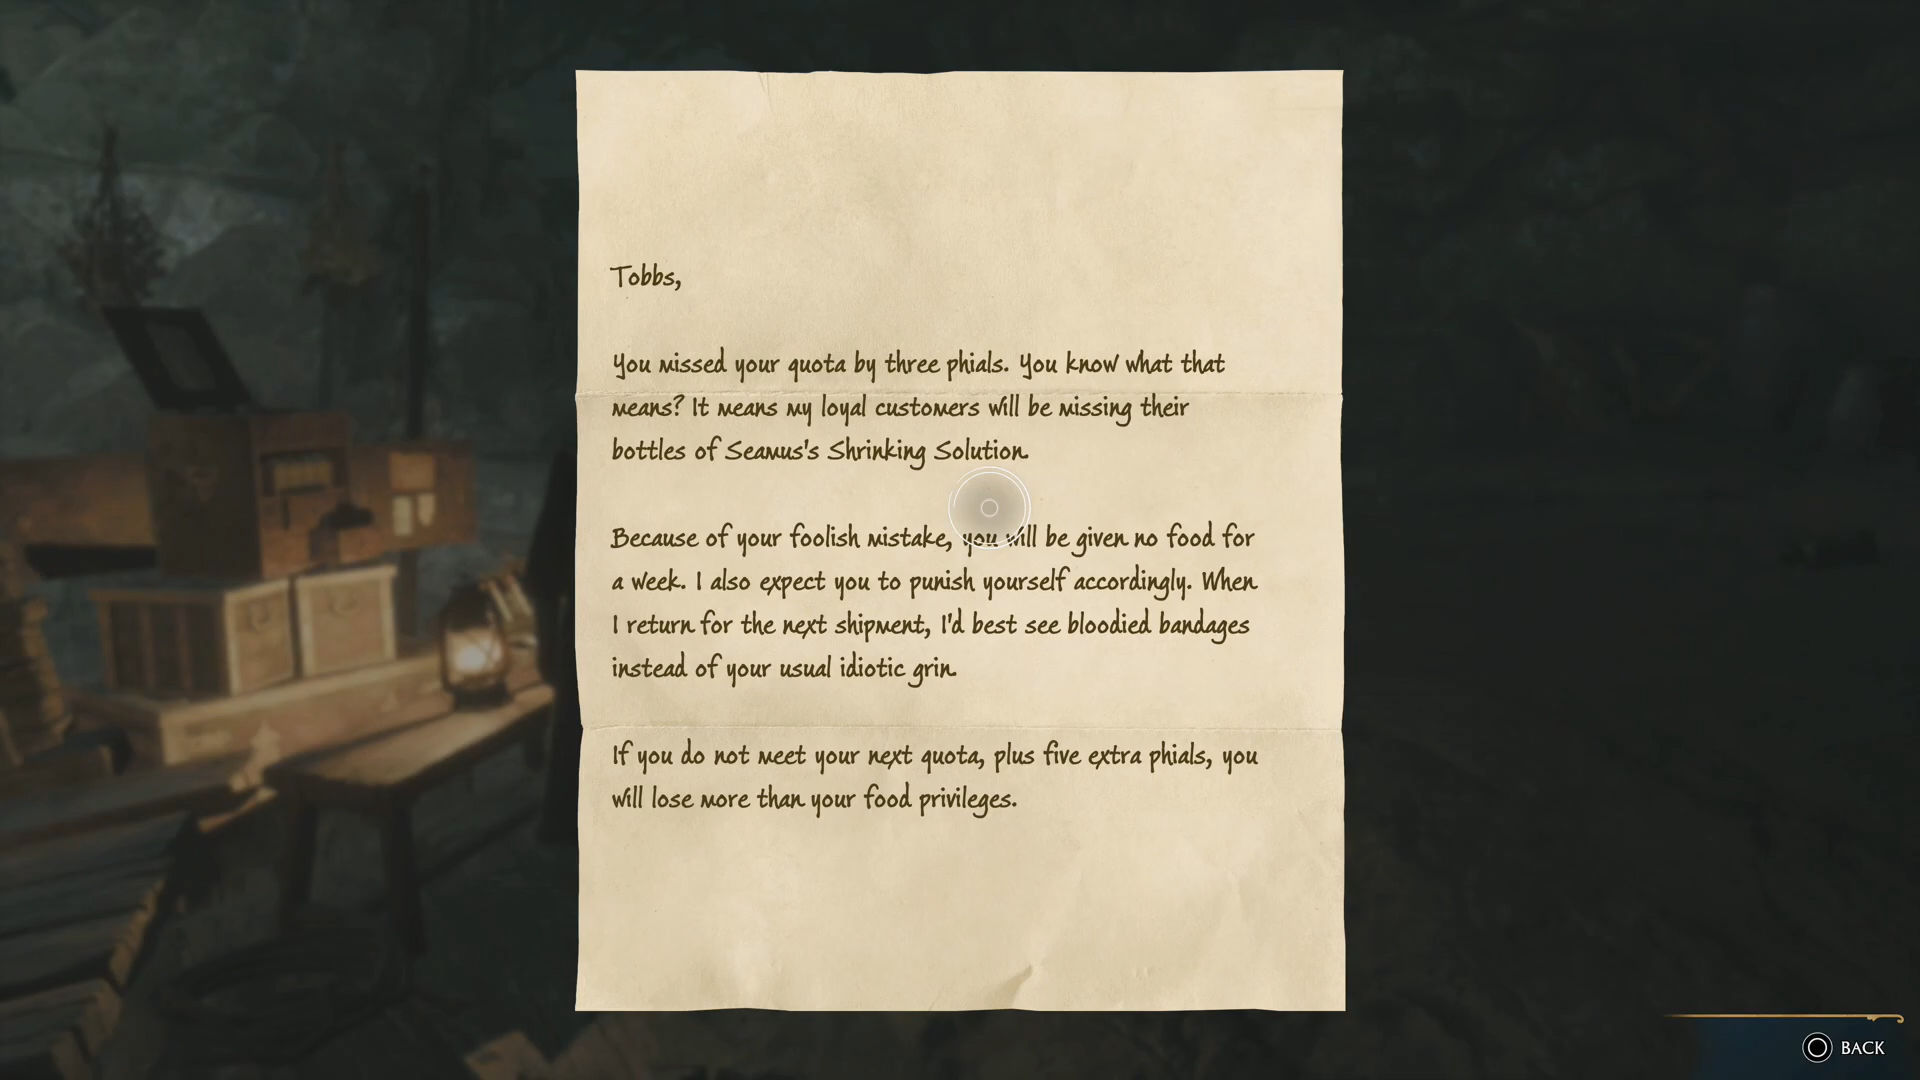 Tobbs,
You missed your quota by three phials. You know what that
means? It means my loyal customers will be missing their
bottles of Seamus's Shrinking Solution.
Because of your foolish mistake, you will be given no food for
a week. I also expect you to punish yourself accordingly. When
I return for the next shipment, I'd best see bloodied bandages
instead of your usual idiotic grin.
If you do not meet your next quota, plus five extra phials, you
will lose more than your food privileges.
BACK